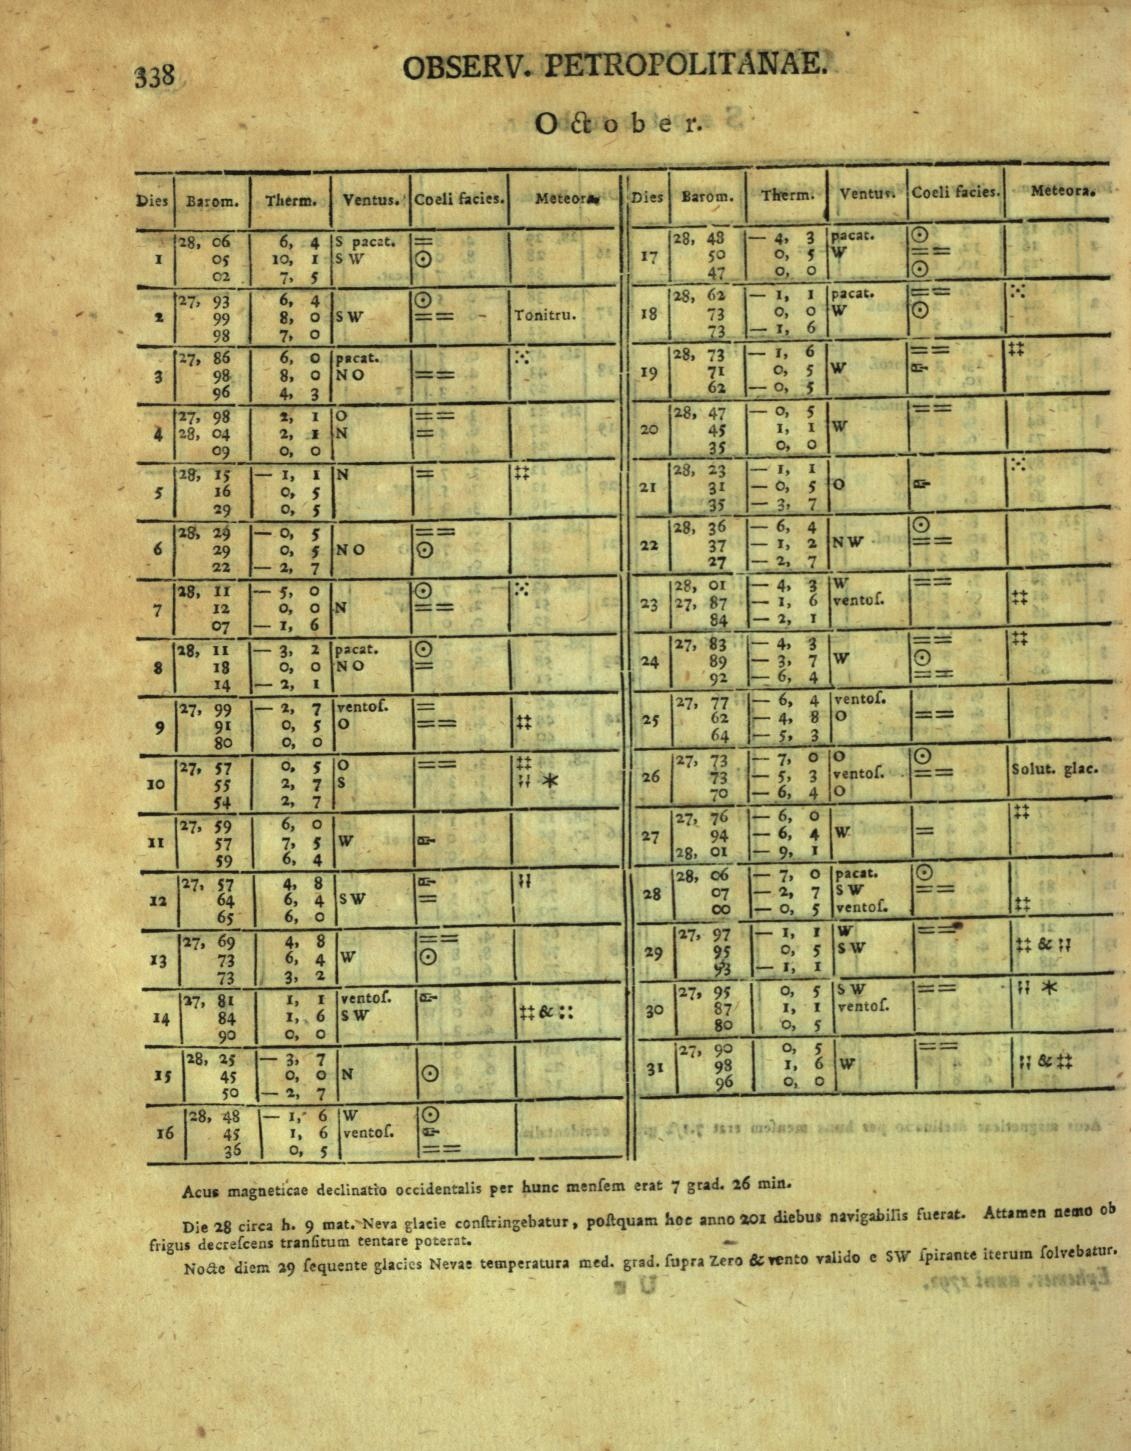 338
OBSERV. PETROPOLITANAE.
October.
Dies Barom. Therm. Ventus. Coeli facies. Meteora.
1 28, 06 6, 4 S pacat. =
05 10, 1 S W ☉
02 7, 5
2 27, 93 6, 4 ☉
99 8, 0 S W == Tonitru.
98 7, 0
3 27, 86 6, 0 pacat. ⁙
98 8, 0 N O ==
96 4, 3
4 27, 98 2, 1 O ==
28, 04 2, 1 N =
09 0, 0
5 28, 15 — 1, 1 N = ‡‡
16 0, 5
29 0, 5
6 28, 29 — 0, 5 ==
29 0, 5 N O ☉
22 — 2, 7
7 28, 11 — 5, 0 ☉ ⁙
12 0, 0 N ==
07 — 1, 6
8 28, 11 — 3, 2 pacat. ☉
18 0, 0 N O =
14 — 2, 1
9 27, 99 — 2, 7 ventoſ. =
91 0, 5 O == ‡‡
80 0, 0
10 27, 57 0, 5 O == ‡‡
55 2, 7 S ;; *
54 2, 7
11 27, 59 6, 0
57 7, 5 W
59 6, 4
12 27, 57 4, 8 ;;
64 6, 4 S W =
65 6, 0
13 27, 69 4, 8 ==
73 6, 4 W ☉
73 3, 2
14 27, 81 1, 1 ventoſ.
84 1, 6 S W ‡‡ & ::
90 0, 0
15 28, 25 — 3, 7
45 0, 0 N ☉
50 — 2, 7
16 28, 48 — 1, 6 W ☉
45 1, 6 ventoſ.
36 0, 5 ==
Dies Barom. Therm. Ventus. Coeli facies. Meteora.
17 28, 48 — 4, 3 pacat. ☉
50 0, 5 W ==
47 0, 0 ☉
18 28, 62 — 1, 1 pacat. == ⁙
73 0, 0 W ☉
73 — 1, 6
19 28, 73 — 1, 6 == ‡‡
71 0, 5 W
62 — 0, 5
20 28, 47 — 0, 5 ==
45 1, 1 W
35 0, 0
21 28, 23 — 1, 1 ⁙
31 — 0, 5 O
35 — 3, 7
22 28, 36 — 6, 4 ☉
37 — 1, 2 N W ==
27 — 2, 7
23 28, 01 — 4, 3 W ==
27, 87 — 1, 6 ventoſ. ‡‡
84 — 2, 1
24 27, 83 — 4, 3 == ‡‡
89 — 3, 7 W ☉
92 — 6, 4 ==
25 27, 77 — 6, 4 ventoſ.
62 — 4, 8 O ==
64 — 5, 3
26 27, 73 — 7, 0 O ☉
73 — 5, 3 ventoſ. == Solut. glac.
70 — 6, 4 O
27 27, 76 — 6, 0 ‡‡
94 — 6, 4 W =
28, 01 — 9, 1
28 28, 06 — 7, 0 pacat. ☉
07 — 2, 7 S W ==
00 — 0, 5 ventoſ. ‡‡
29 27, 97 — 1, 1 W ==
95 0, 5 S W ‡‡ & ;;
93 — 1, 1
30 27, 95 0, 5 S W == ;; *
87 1, 1 ventoſ.
80 0, 5
31 27, 90 0, 5 ==
98 1, 6 W ;; & ‡‡
96 0, 0
Acus magneticae declinatio occidentalis per hunc menſem erat 7 grad. 26 min.
Die 28 circa h. 9 mat. Neva glacie conſtringebatur, poſtquam hoc anno 201 diebus navigabilis fuerat. Attamen nemo ob
frigus decreſcens tranſitum tentare poterat.
Nocte diem 29 ſequente glacies Nevae temperatura med. grad. ſupra Zero & vento valido e SW ſpirante iterum ſolvebatur.